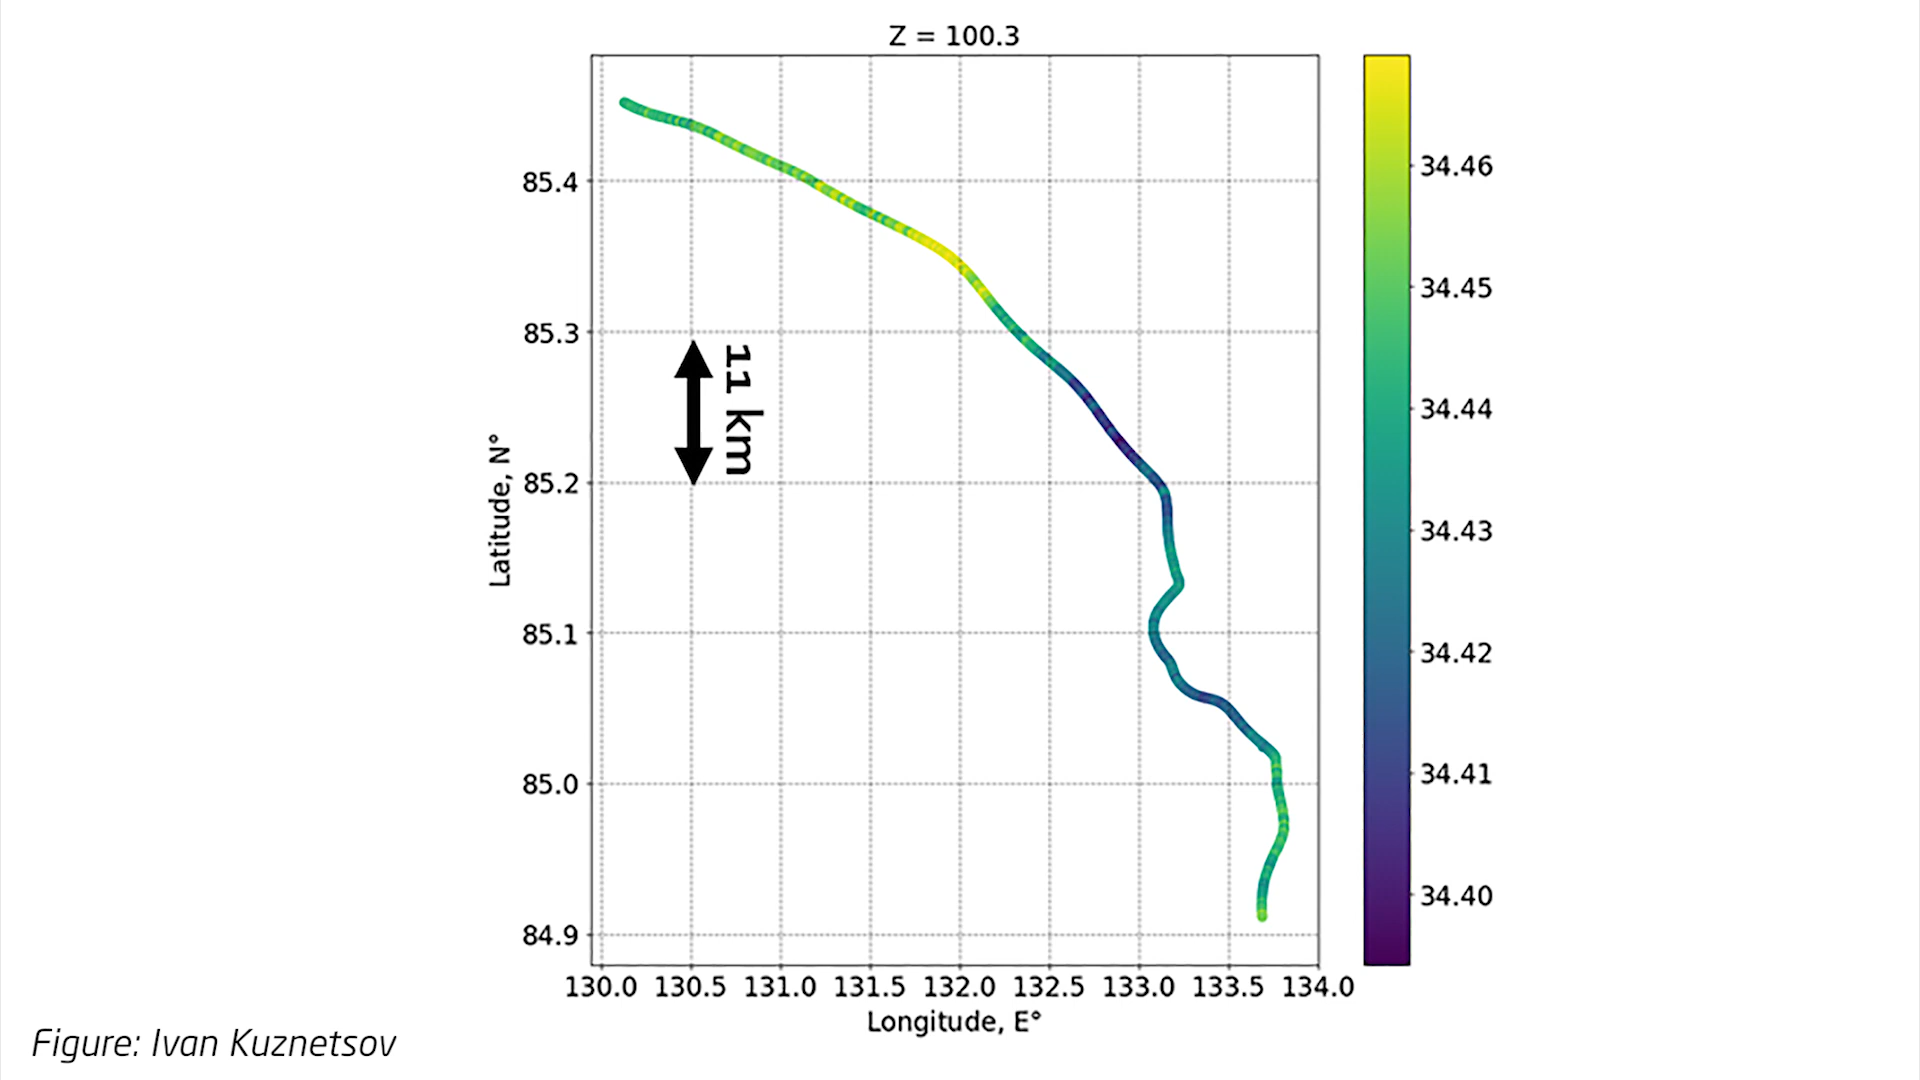 Z = 100.3
85.4
85.3
85.2
85.1
85.0
84.9
Latitude, N°
11 km
130.0 130.5 131.0 131.5 132.0 132.5 133.0 133.5 134.0
Longitude, E°
34.46
34.45
34.44
34.43
34.42
34.41
34.40
Figure: Ivan Kuznetsov